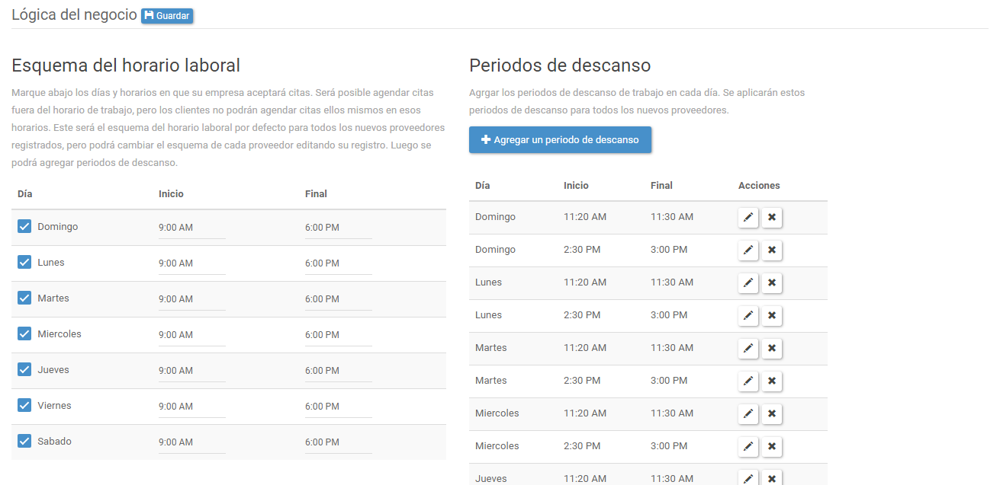 Lógica del negocio Guardar
Esquema del horario laboral
Marque abajo los días y horarios en que su empresa aceptará citas. Será posible agendar citas
fuera del horario de trabajo, pero los clientes no podrán agendar citas ellos mismos en esos
horarios. Este será el esquema del horario laboral por defecto para todos los nuevos proveedores
registrados, pero podrá cambiar el esquema de cada proveedor editando su registro. Luego se
podrá agregar periodos de descanso.
Día Inicio Final
Domingo 9:00 AM 6:00 PM
Lunes 9:00 AM 6:00 PM
Martes 9:00 AM 6:00 PM
Miercoles 9:00 AM 6:00 PM
Jueves 9:00 AM 6:00 PM
Viernes 9:00 AM 6:00 PM
Sabado 9:00 AM 6:00 PM
Periodos de descanso
Agrgar los periodos de descanso de trabajo en cada día. Se aplicarán estos
periodos de descanso para todos los nuevos proveedores.
Agregar un periodo de descanso
Día Inicio Final Acciones
Domingo 11:20 AM 11:30 AM
Domingo 2:30 PM 3:00 PM
Lunes 11:20 AM 11:30 AM
Lunes 2:30 PM 3:00 PM
Martes 11:20 AM 11:30 AM
Martes 2:30 PM 3:00 PM
Miercoles 11:20 AM 11:30 AM
Miercoles 2:30 PM 3:00 PM
Jueves 11:20 AM 11:30 AM